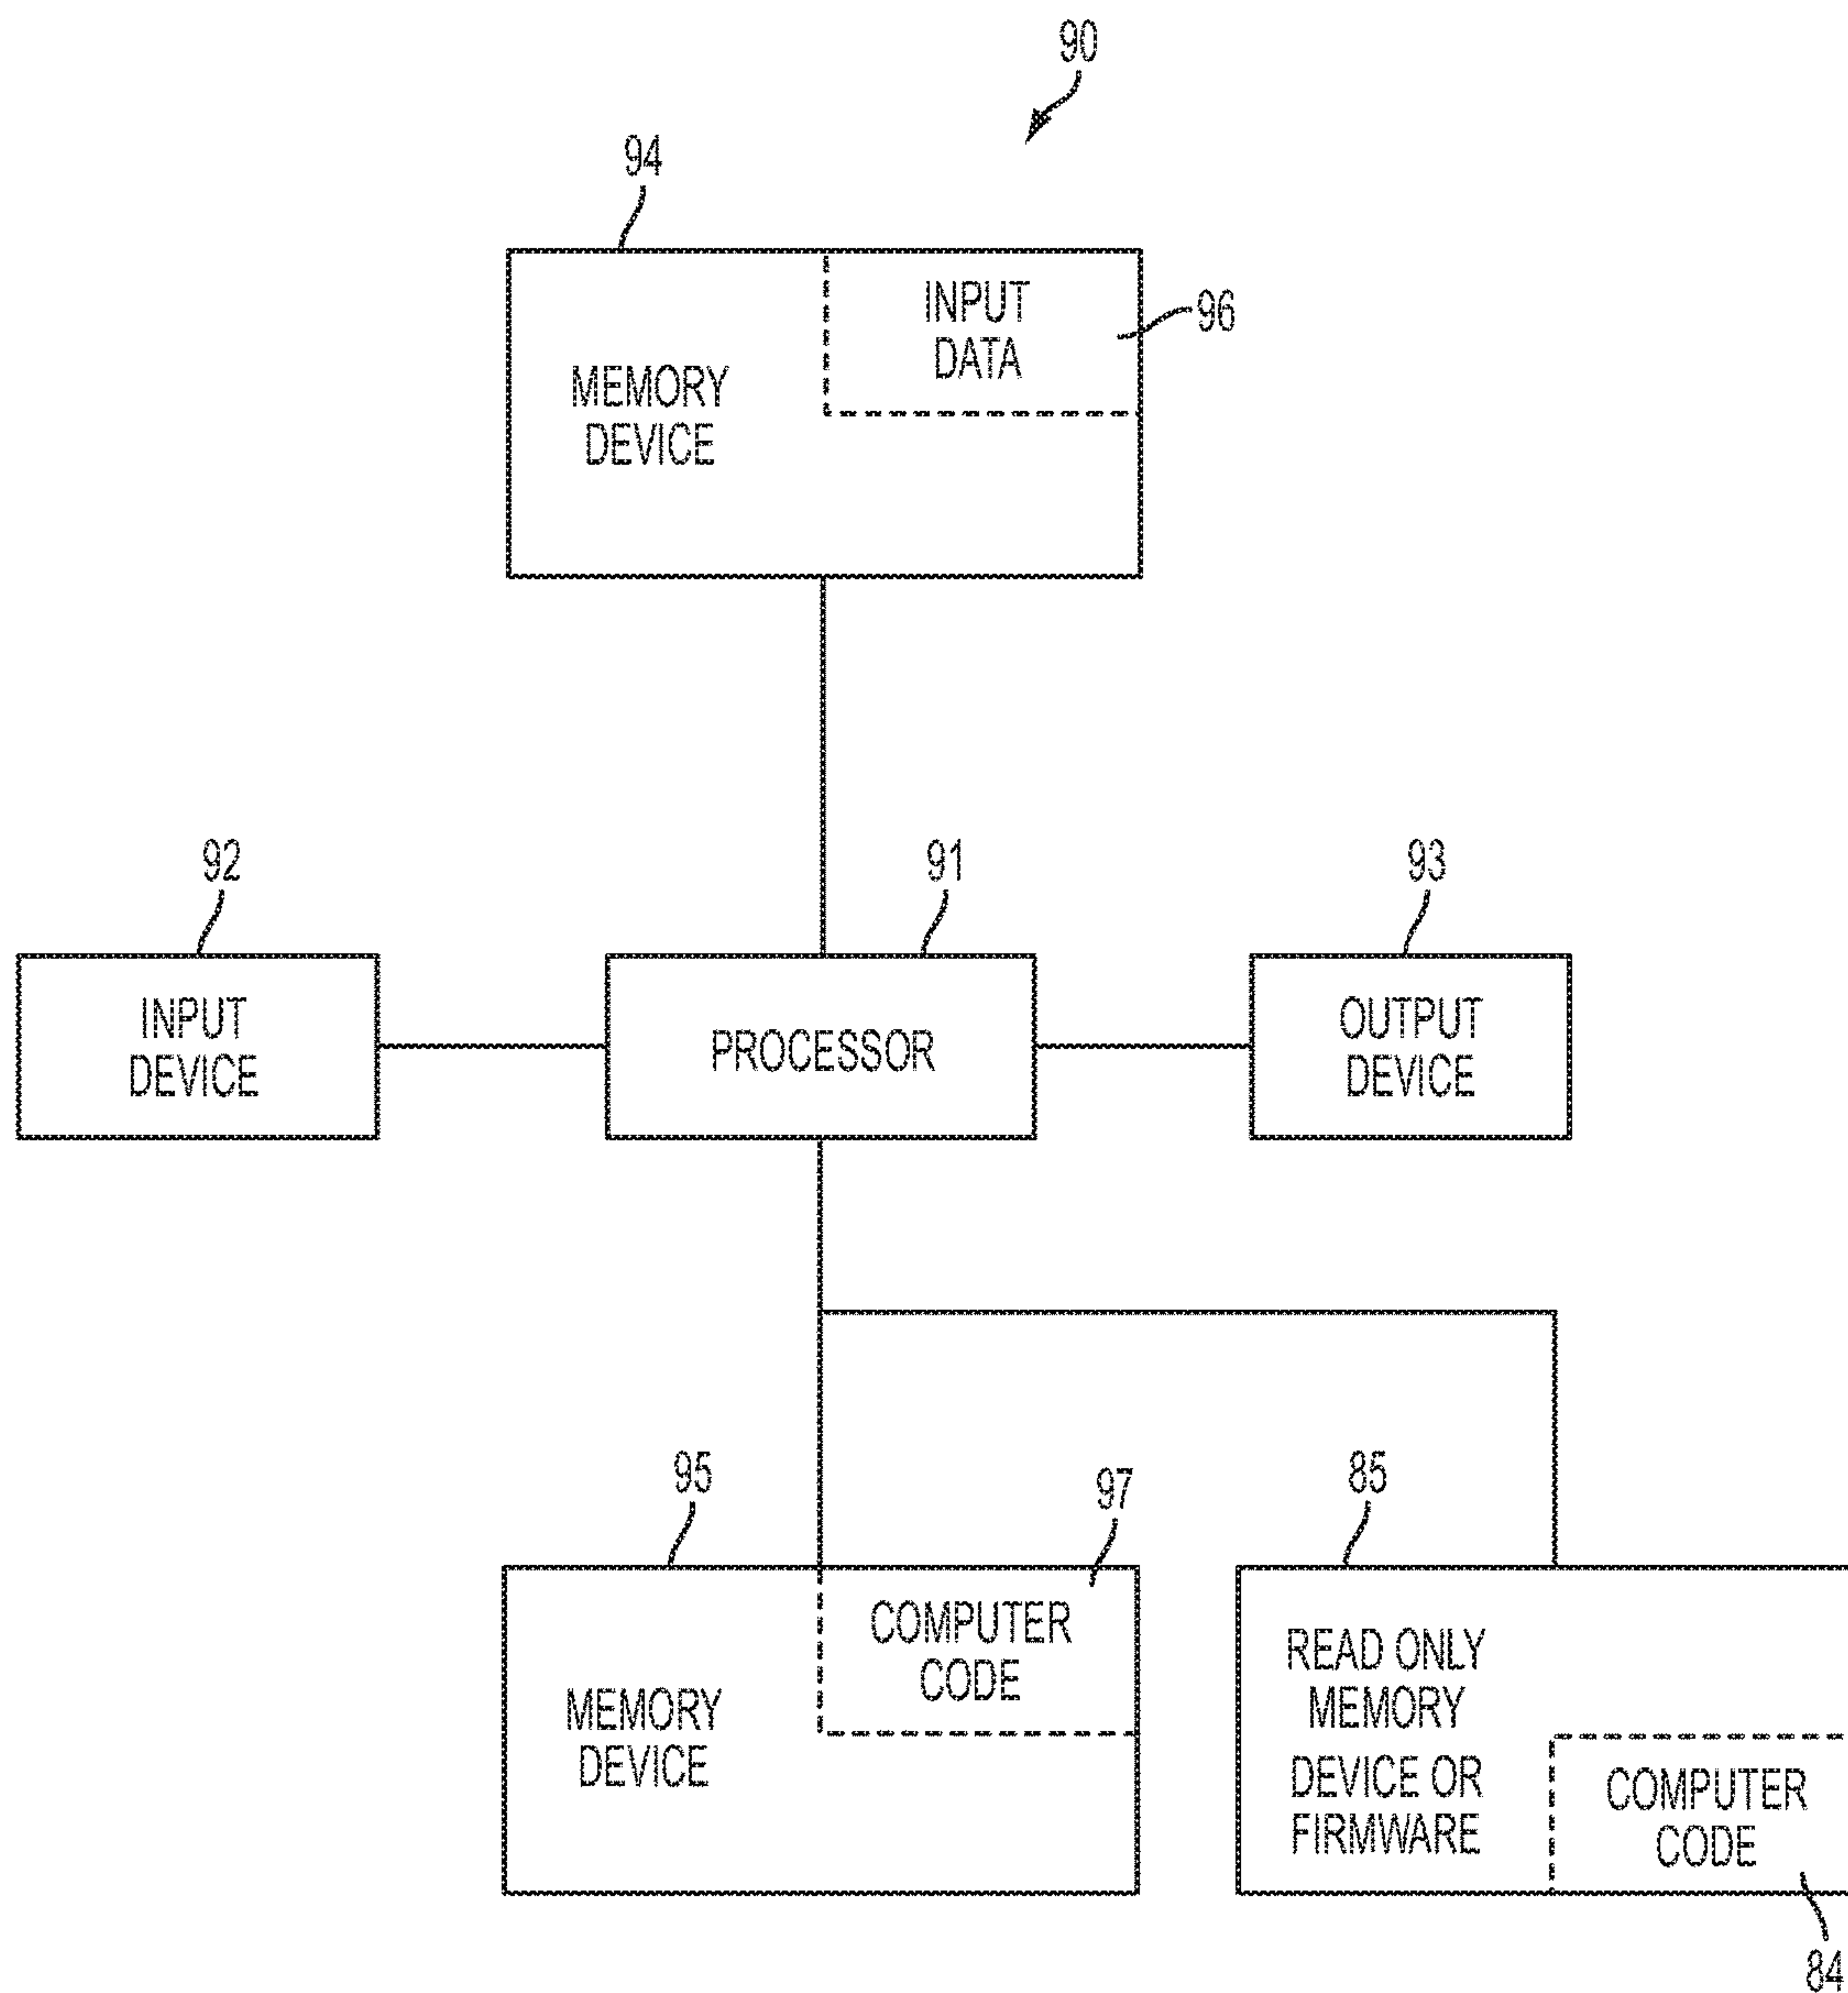 90
94
INPUT
DATA
96
MEMORY
DEVICE
92
91
93
INPUT
DEVICE
PROCESSOR
OUTPUT
DEVICE
95
97
85
COMPUTER
CODE
MEMORY
DEVICE
READ ONLY
MEMORY
DEVICE OR
FIRMWARE
COMPUTER
CODE
84